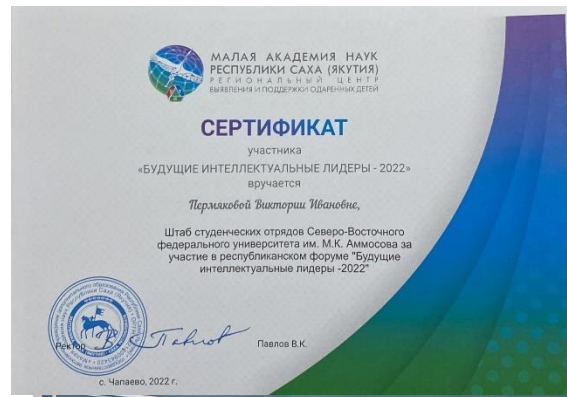 МАЛАЯ АКАДЕМИЯ НАУК
РЕСПУБЛИКИ САХА (ЯКУТИЯ)
РЕГИОНАЛЬНЫЙ ЦЕНТР
ВЫЯВЛЕНИЯ И ПОДДЕРЖКИ ОДАРЕННЫХ ДЕТЕЙ
СЕРТИФИКАТ
участника
«БУДУЩИЕ ИНТЕЛЛЕКТУАЛЬНЫЕ ЛИДЕРЫ - 2022»
вручается
Пермяковой Виктории Ивановне,
Штаб студенческих отрядов Северо-Восточного
федерального университета им. М.К. Аммосова за
участие в республиканском форуме "Будущие
интеллектуальные лидеры -2022"
Ректор
Павлов В.К.
с. Чапаево, 2022 г.